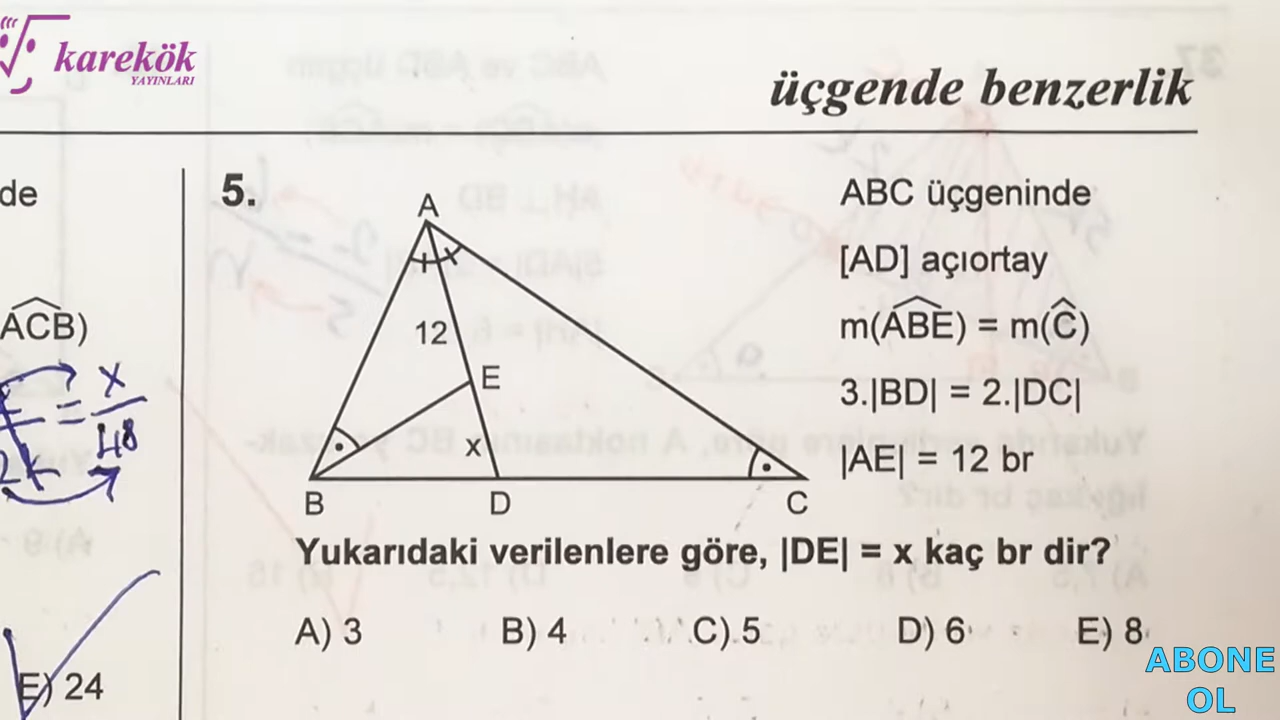 karekök
YAYINLARI
üçgende benzerlik
de
ACB)
x
=
48
E) 24
5.
A
12
E
x
B D C
ABC üçgeninde
[AD] açıortay
m(ABE) = m(C)
3.|BD| = 2.|DC|
|AE| = 12 br
Yukarıdaki verilenlere göre, |DE| = x kaç br dir?
A) 3 B) 4 C) 5 D) 6 E) 8
ABONE
OL